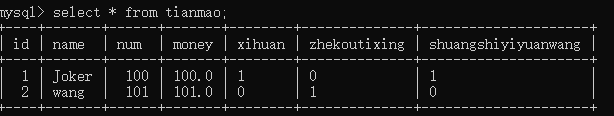 mysql> select * from tianmao;
+----+-------+------+-------+--------+--------------+---------------------+
| id | name | num | money | xihuan | zhekoutixing | shuangshiyiyuanwang |
+----+-------+------+-------+--------+--------------+---------------------+
| 1 | Joker | 100 | 100.0 | 1 | 0 | 1 |
| 2 | wang | 101 | 101.0 | 0 | 1 | 0 |
+----+-------+------+-------+--------+--------------+---------------------+